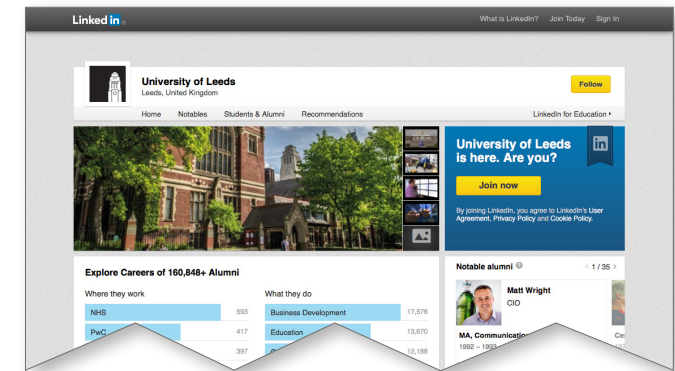 Linked in
What is LinkedIn? Join Today Sign In
University of Leeds
Leeds, United Kingdom
Follow
Home Notables Students & Alumni Recommendations LinkedIn for Education
University of Leeds
is here. Are you?
in
Join now
By joining LinkedIn, you agree to LinkedIn's User
Agreement, Privacy Policy and Cookie Policy.
Explore Careers of 160,848+ Alumni
Where they work
NHS 593
PwC 417
397
What they do
Business Development 17,576
Education 13,670
12,188
Notable alumni ? < 1 / 35 >
Matt Wright
CIO
MA, Communication
1992 – 1993